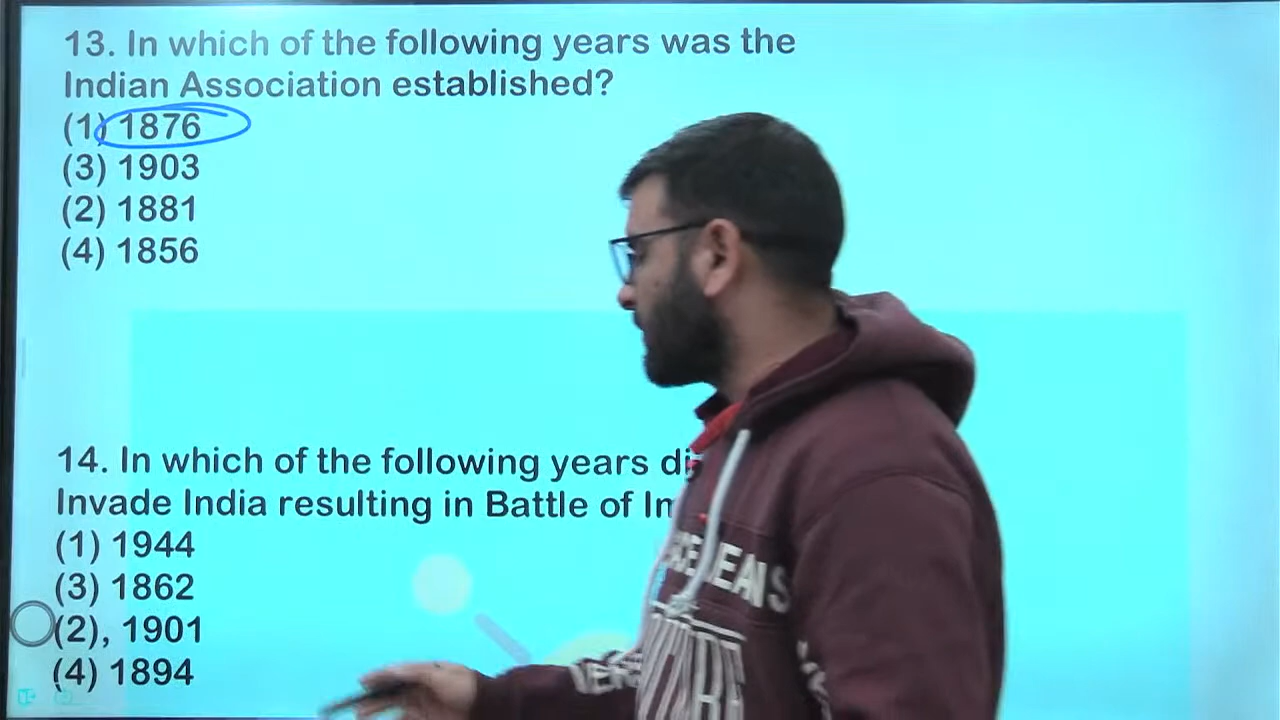 13. In which of the following years was the
Indian Association established?
(1) 1876
(3) 1903
(2) 1881
(4) 1856
14. In which of the following years
Invade India resulting in Battle of
(1) 1944
(3) 1862
(2), 1901
(4) 1894